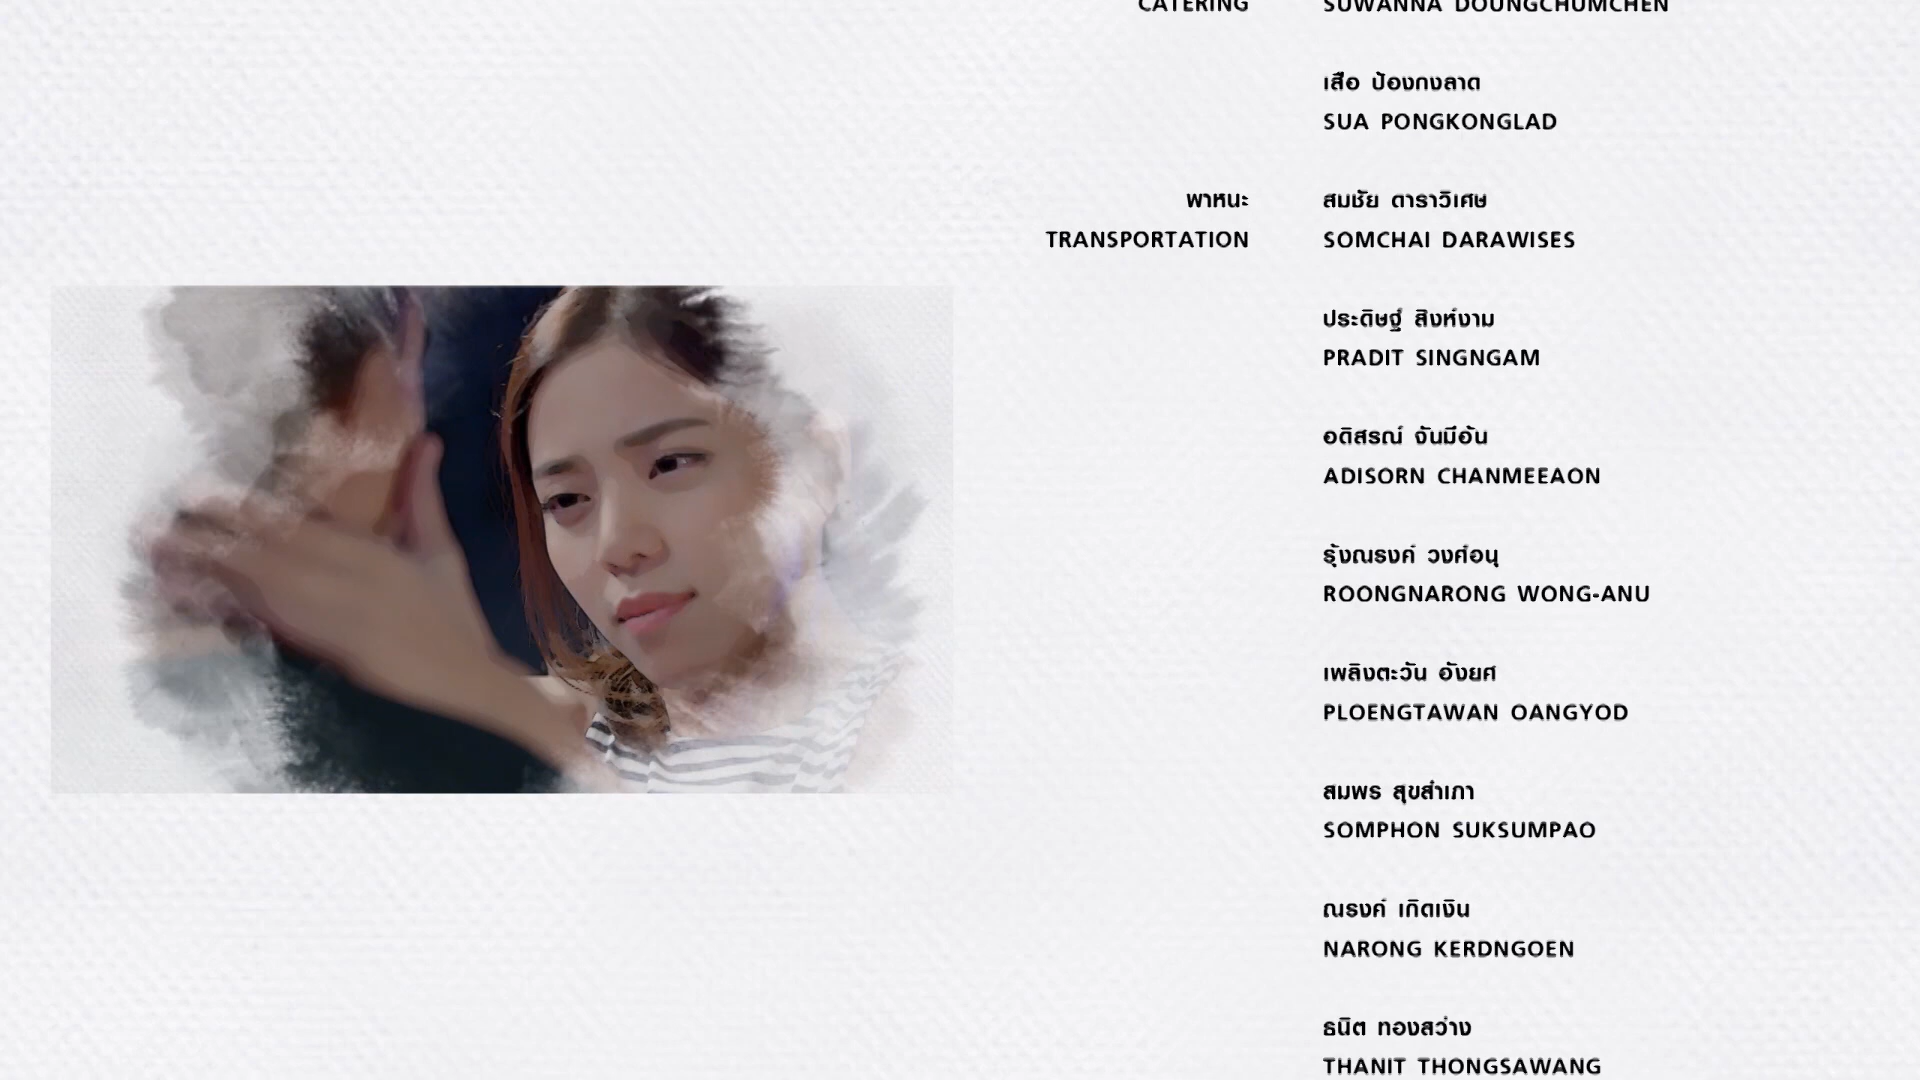 CATERING SUWANNA DOUNGCHUMCHEN
เสือ ป้องกงลาด
SUA PONGKONGLAD
พาหนะ สมชัย ดาราวิเศษ
TRANSPORTATION SOMCHAI DARAWISES
ประดิษฐ์ สิงห์งาม
PRADIT SINGNGAM
อดิสรณ์ จันมีอ้น
ADISORN CHANMEEAON
รุ้งณรงค์ วงศ์อนุ
ROONGNARONG WONG-ANU
เพลิงตะวัน อังยศ
PLOENGTAWAN OANGYOD
สมพร สุขสำเภา
SOMPHON SUKSUMPAO
ณรงค์ เกิดเงิน
NARONG KERDNGOEN
ธนิต ทองสว่าง
THANIT THONGSAWANG